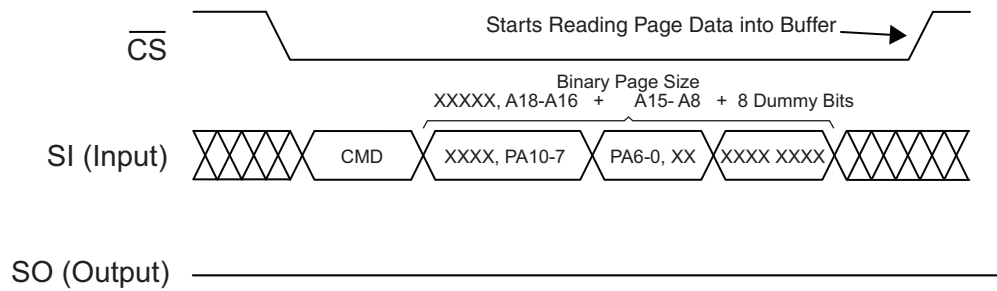 Starts Reading Page Data into Buffer
CS
Binary Page Size
XXXXX, A18-A16 + A15- A8 + 8 Dummy Bits
SI (Input) CMD XXXX, PA10-7 PA6-0, XX XXXX XXXX
SO (Output)